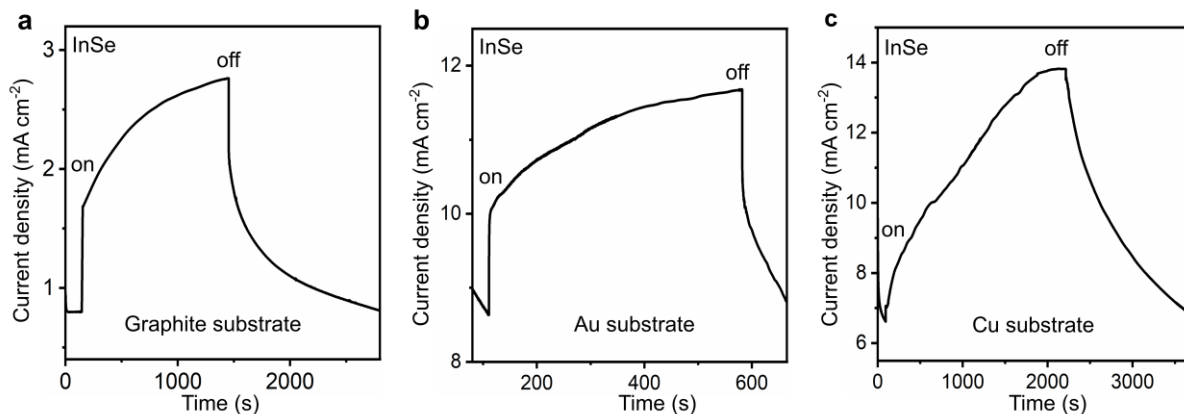 a
InSe
on
off
Graphite substrate
Current density (mA cm⁻²)
3
2
1
0
1000
2000
Time (s)
b
InSe
on
off
Au substrate
Current density (mA cm⁻²)
12
10
8
200
400
600
Time (s)
c
InSe
on
off
Cu substrate
Current density (mA cm⁻²)
14
12
10
8
6
0
1000
2000
3000
Time (s)